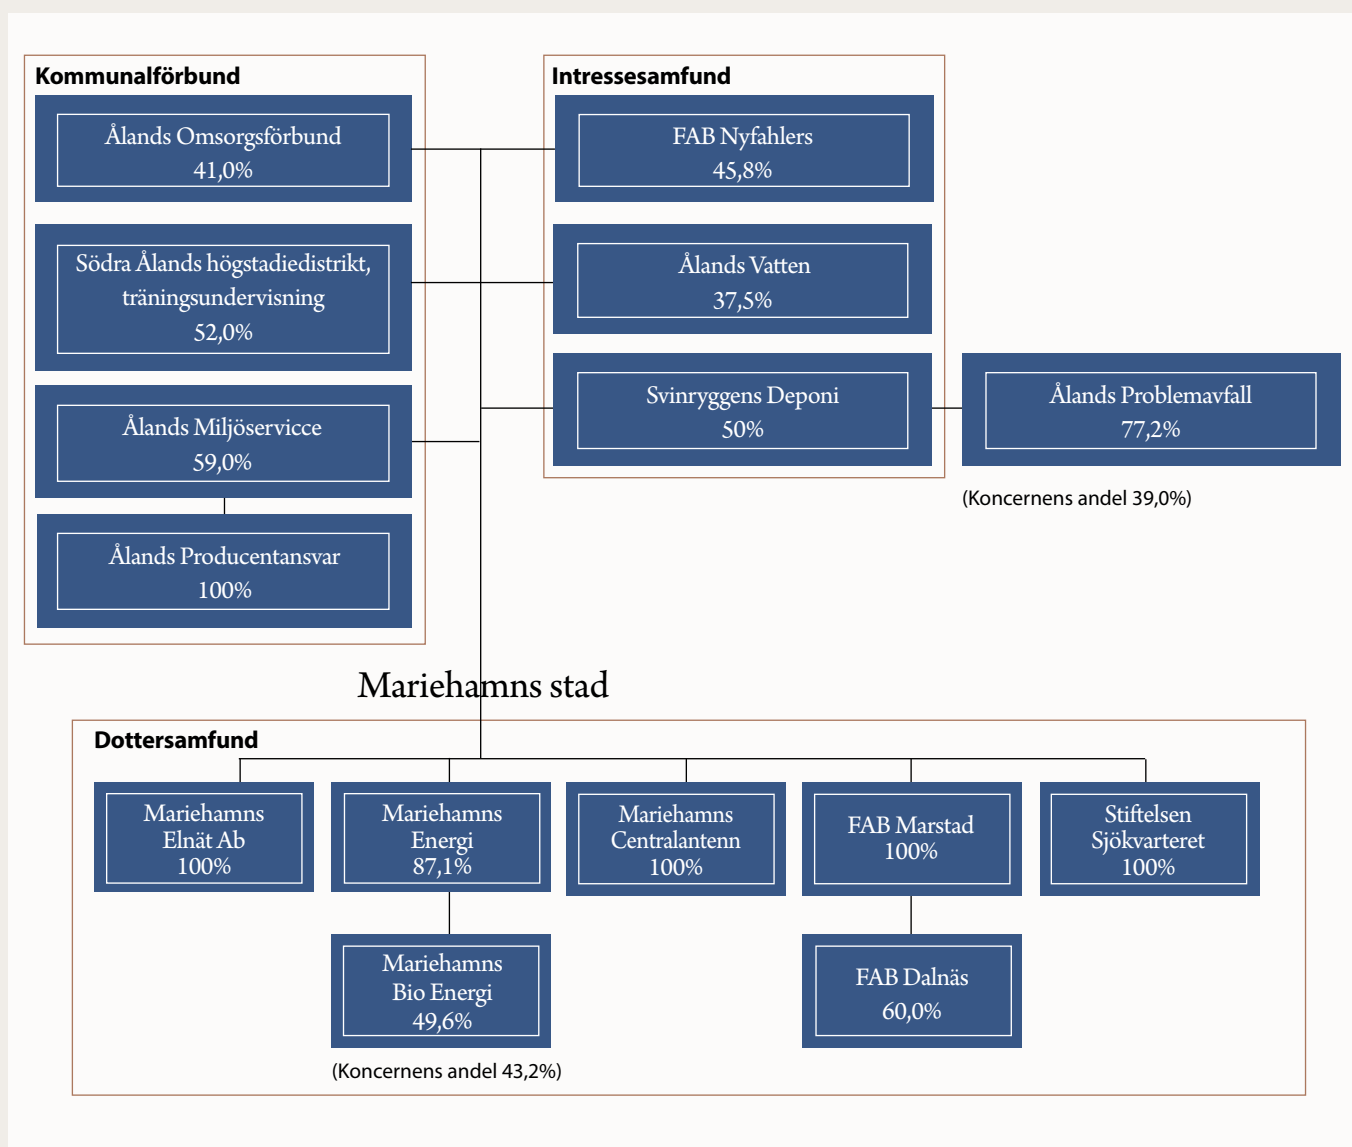 Kommunalförbund
Ålands Omsorgsförbund
41,0%
Södra Ålands högstadiedistrikt,
träningsundervisning
52,0%
Ålands Miljöservicce
59,0%
Ålands Producentansvar
100%
Intressesamfund
FAB Nyfahlers
45,8%
Ålands Vatten
37,5%
Svinryggens Deponi
50%
Ålands Problemavfall
77,2%
(Koncernens andel 39,0%)
Mariehamns stad
Dottersamfund
Mariehamns
Elnät Ab
100%
Mariehamns
Energi
87,1%
Mariehamns
Centralantenn
100%
FAB Marstad
100%
Stiftelsen
Sjökvarteret
100%
Mariehamns
Bio Energi
49,6%
(Koncernens andel 43,2%)
FAB Dalnäs
60,0%